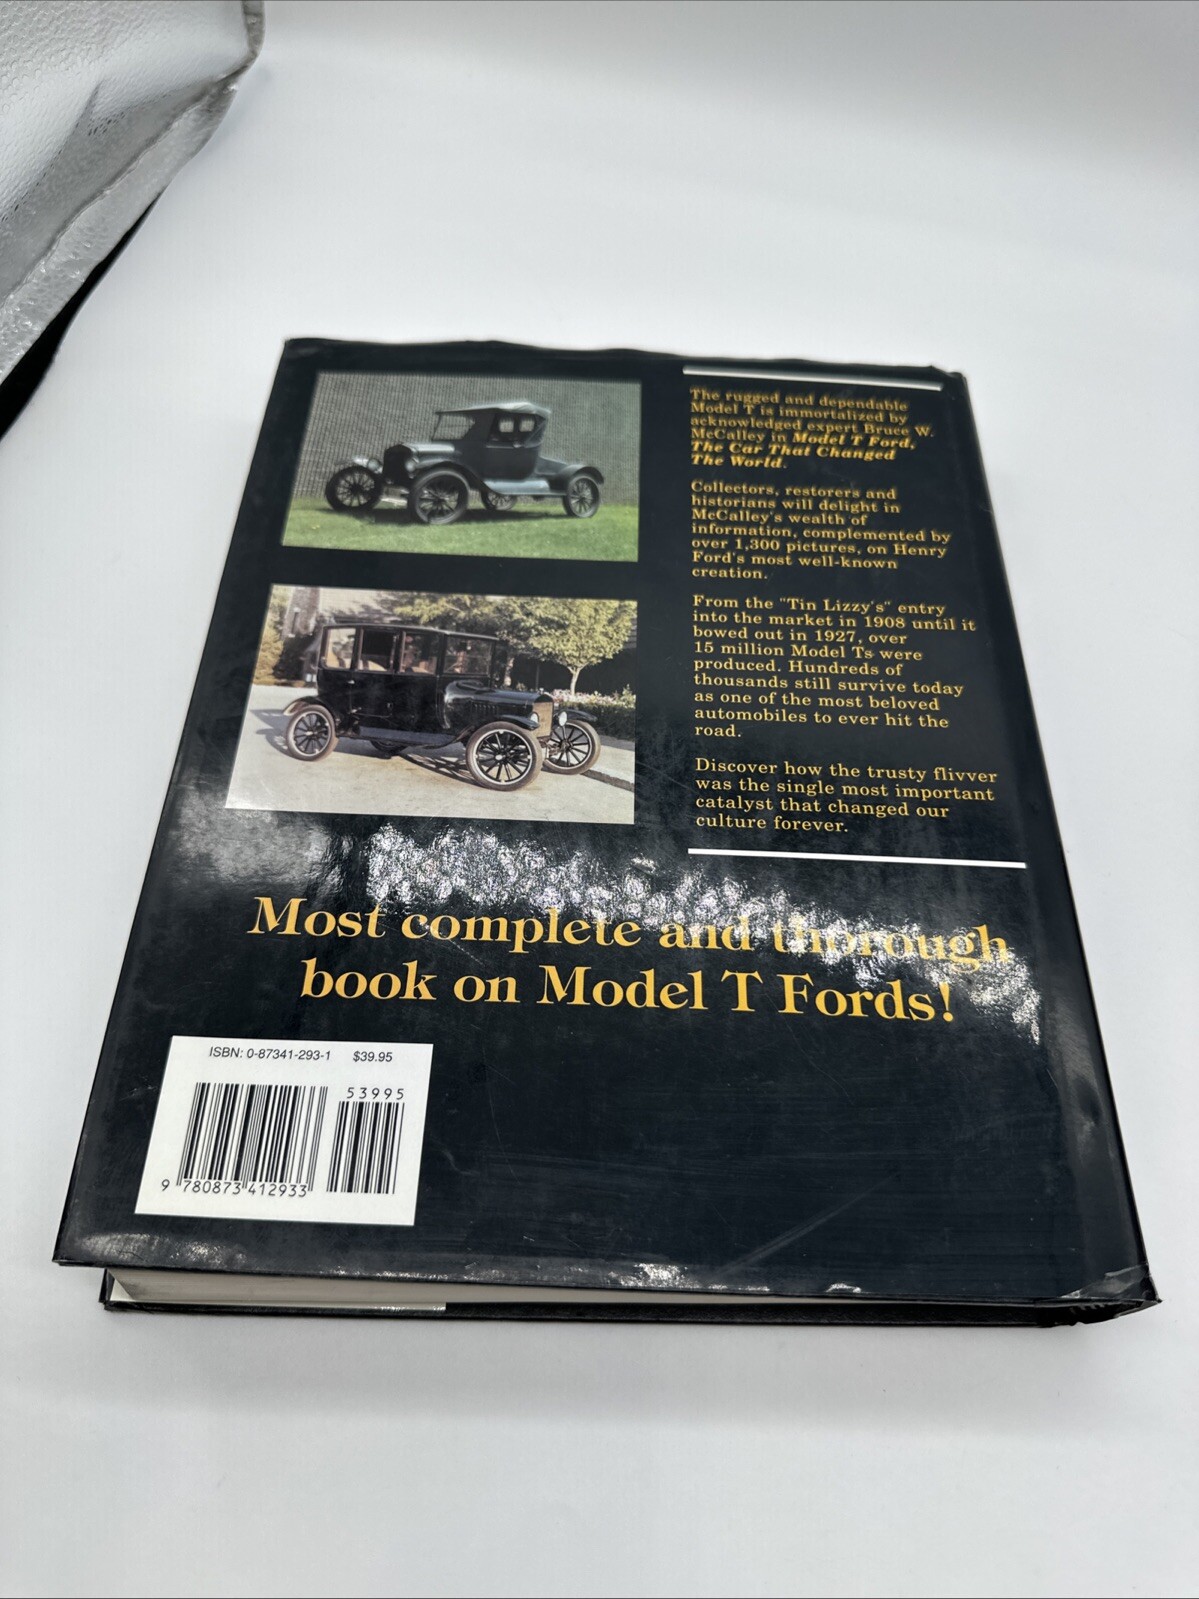 The rugged and dependable
Model T is immortalized by
acknowledged expert Bruce W.
McCalley in Model T Ford,
The Car That Changed
The World.
Collectors, restorers and
historians will delight in
McCalley's wealth of
information, complemented by
over 1,300 pictures, on Henry
Ford's most well-known
creation.
From the "Tin Lizzy's" entry
into the market in 1908 until it
bowed out in 1927, over
15 million Model Ts were
produced. Hundreds of
thousands still survive today
as one of the most beloved
automobiles to ever hit the
road.
Discover how the trusty flivver
was the single most important
catalyst that changed our
culture forever.
Most complete and thorough
book on Model T Fords!
ISBN: 0-87341-293-1 $39.95
53995
9 780873 412933